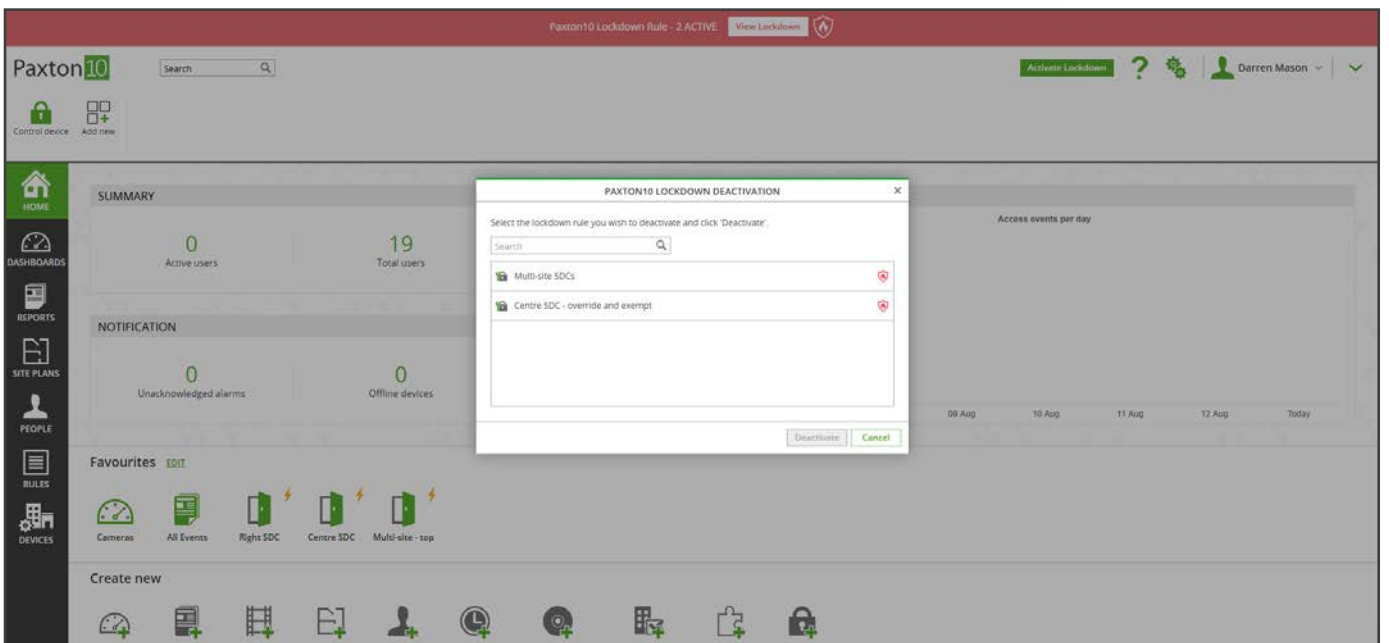 Paxton10 Lockdown Rule - 2 ACTIVE View Lockdown
Paxton10
Search
Activate Lockdown
?
Darren Mason
Control device
Add new
HOME
DASHBOARDS
REPORTS
SITE PLANS
PEOPLE
RULES
DEVICES
SUMMARY
0
Active users
19
Total users
NOTIFICATION
0
Unacknowledged alarms
0
Offline devices
PAXTON10 LOCKDOWN DEACTIVATION
Select the lockdown rule you wish to deactivate and click 'Deactivate'.
Search
Multi-site SDCs
Centre SDC - override and exempt
Deactivate
Cancel
Access events per day
09 Aug 10 Aug 11 Aug 12 Aug Today
Favourites EDIT
Cameras
All Events
Right SDC
Centre SDC
Multi-site - top
Create new